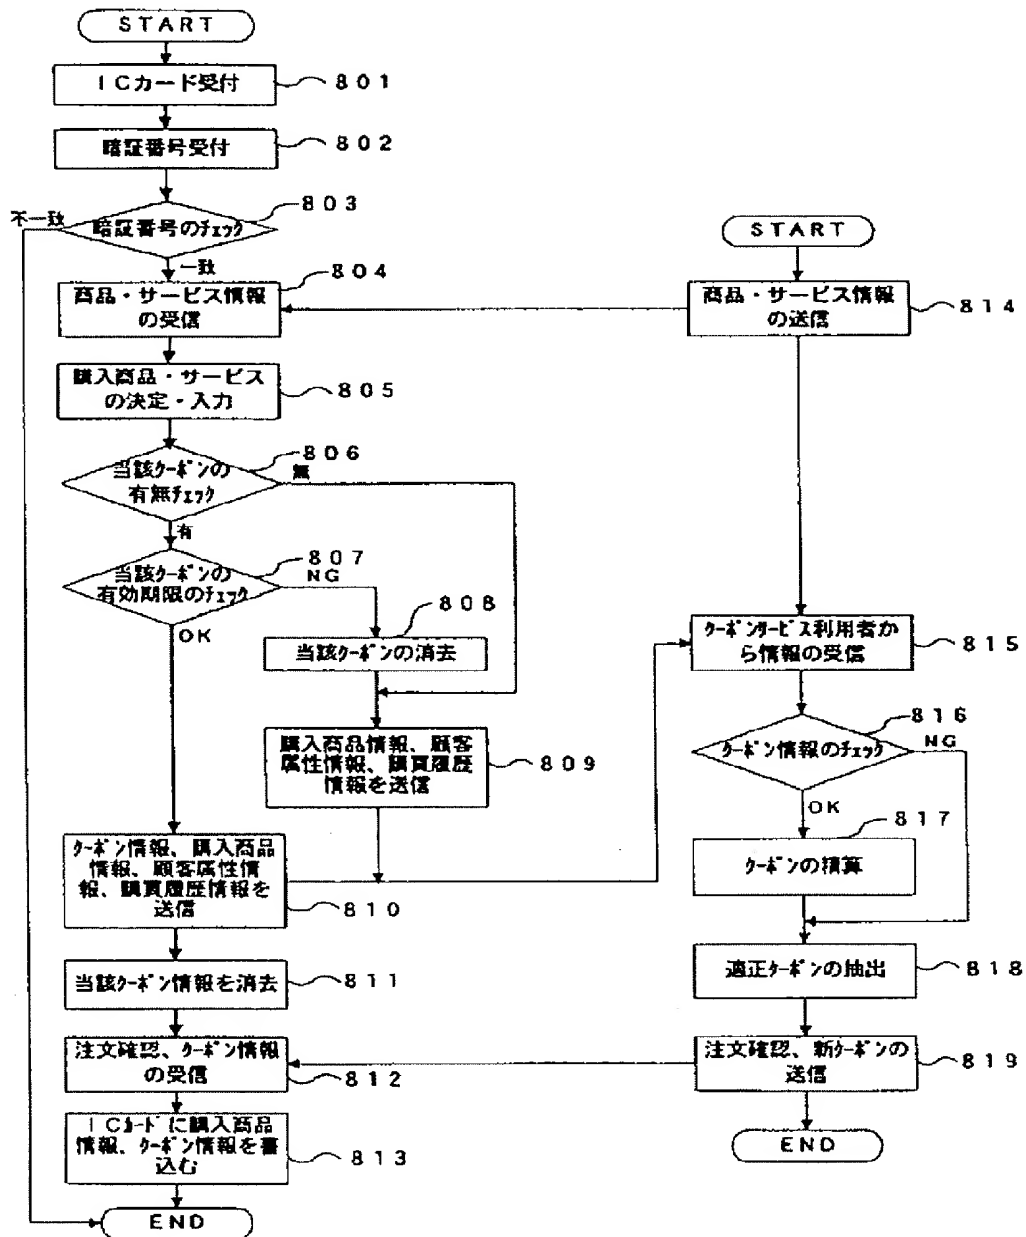 START
ICカード受付
801
暗証番号受付
802
803
不一致
暗証番号のチェック
一致
804
商品・サービス情報
の受信
805
購入商品・サービス
の決定・入力
806
当該クーポンの
有無チェック
無
有
807
当該クーポンの
有効期限のチェック
NG
OK
808
当該クーポンの消去
購入商品情報、顧客
属性情報、購買履歴
情報を送信
809
クーポン情報、購入商品
情報、顧客属性情
報、購買履歴情報を
送信
810
当該クーポン情報を消去
811
注文確認、クーポン情報
の受信
812
ICカードに購入商品
情報、クーポン情報を書
込む
813
END
START
商品・サービス情報
の送信
814
クーポンサービス利用者か
ら情報の受信
815
816
クーポン情報のチェック
NG
OK
817
クーポンの積算
適正クーポンの抽出
818
注文確認、新クーポンの
送信
819
END